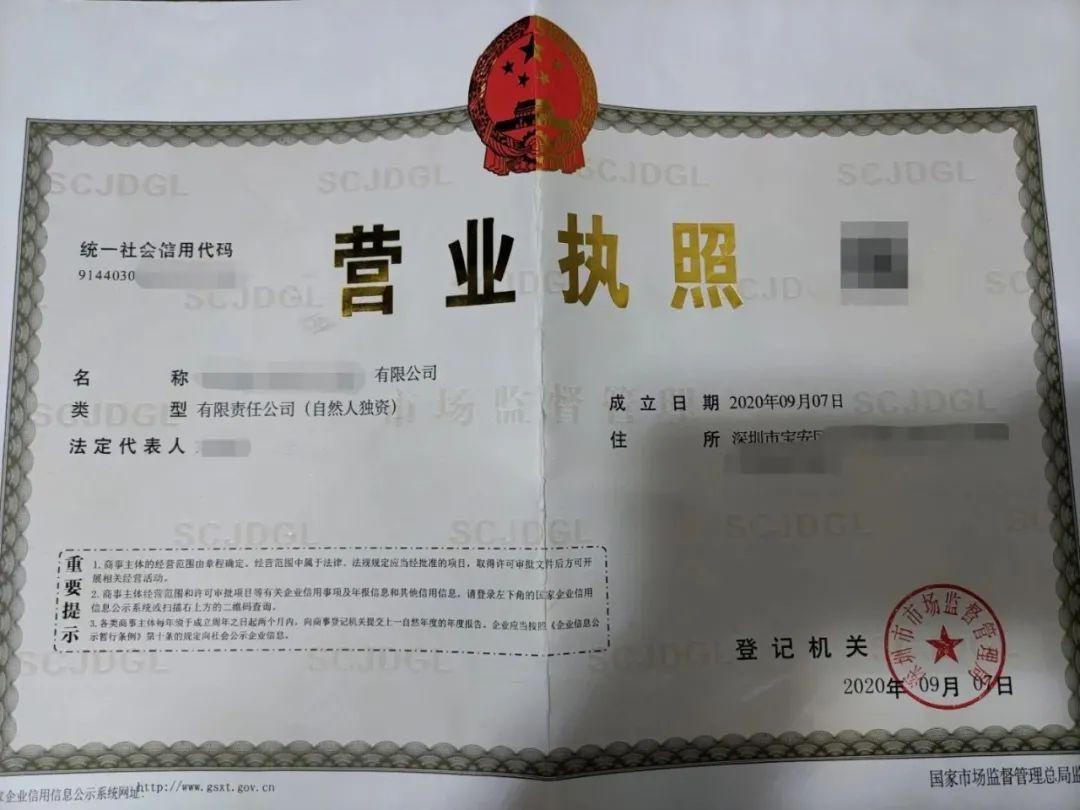 营业执照
统一社会信用代码
9144030
名 称 有限公司
类 型 有限责任公司（自然人独资）
法定代表人
成立日期 2020年09月07日
住 所 深圳市宝安
重要提示
1.商事主体的经营范围由章程确定。经营范围中属于法律、法规规定应当经批准的项目，取得许可审批文件后方可开
展相关经营活动。
2.商事主体经营范围和许可审批项目等有关企业信用事项及年报信息和其他信用信息，请登录左下角的国家企业信用
信息公示系统或扫描右上方的二维码查询。
3.各类商事主体每年须于成立周年之日起两个月内，向商事登记机关提交上一自然年度的年度报告。企业应当按照《企业信息公
示暂行条例》第十条的规定向社会公示企业信息。
登记机关
深圳市市场监督管理局
2020年09月07日
企业信用信息公示系统网址：http://www.gsxt.gov.cn
国家市场监督管理总局监
SCJDGL
市场监督管理